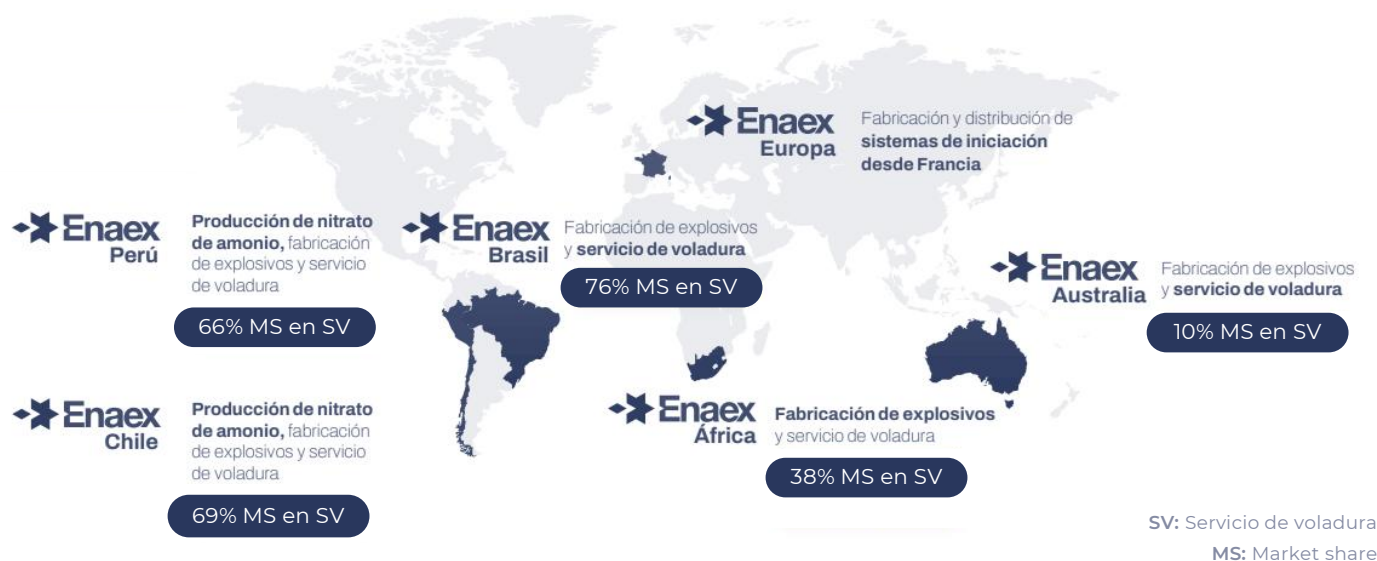 Enaex
Europa
Fabricación y distribución de
sistemas de iniciación
desde Francia
Enaex
Perú
Producción de nitrato
de amonio, fabricación
de explosivos y servicio
de voladura
66% MS en SV
Enaex
Brasil
Fabricación de explosivos
y servicio de voladura
76% MS en SV
Enaex
Australia
Fabricación de explosivos
y servicio de voladura
10% MS en SV
Enaex
Chile
Producción de nitrato
de amonio, fabricación
de explosivos y servicio
de voladura
69% MS en SV
Enaex
África
Fabricación de explosivos
y servicio de voladura
38% MS en SV
SV: Servicio de voladura
MS: Market share